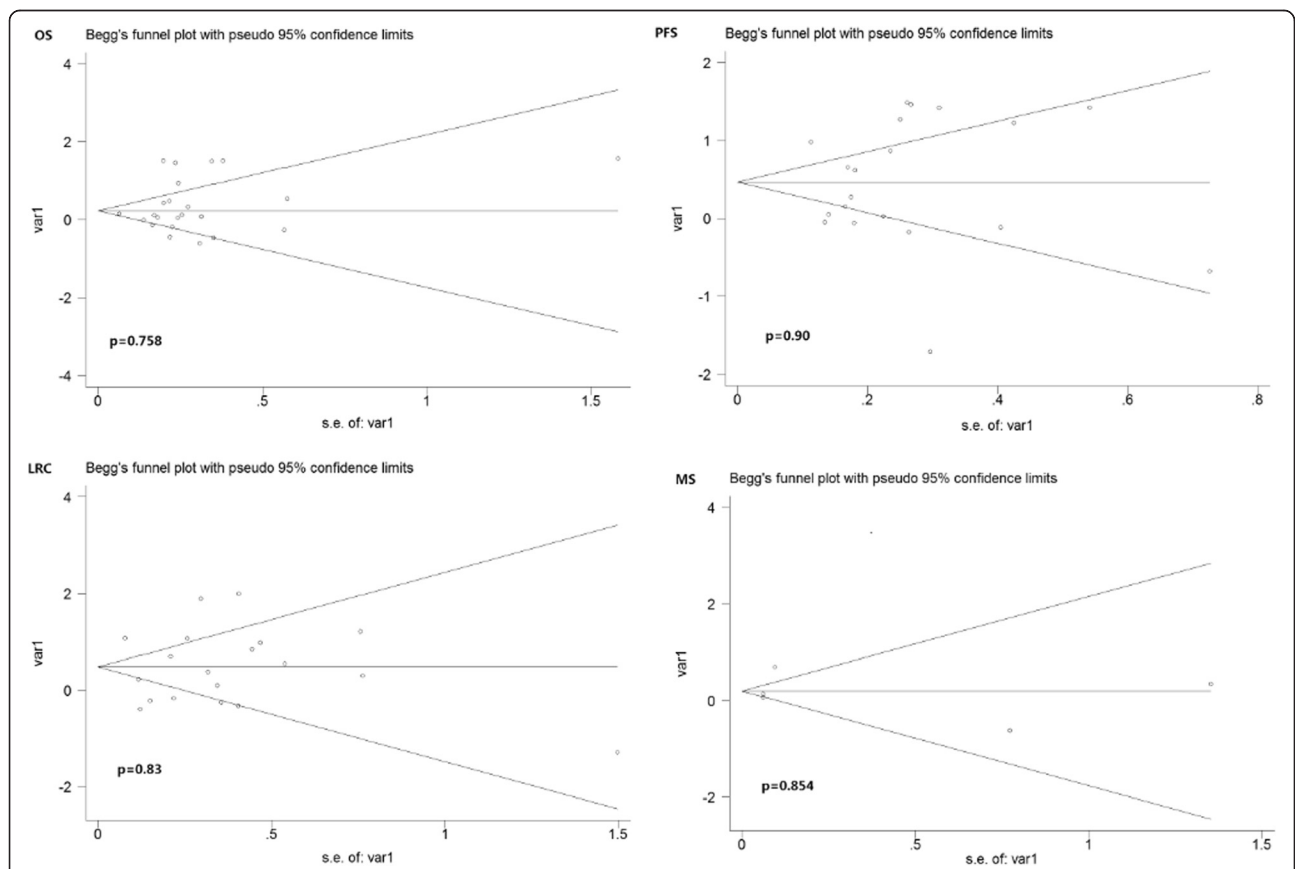 OS Begg's funnel plot with pseudo 95% confidence limits
4
2
0
-2
-4
var1
p=0.758
0 .5 1 1.5
s.e. of: var1
PFS Begg's funnel plot with pseudo 95% confidence limits
2
1
0
-1
-2
var1
p=0.90
0 .2 .4 .6 .8
s.e. of: var1
LRC Begg's funnel plot with pseudo 95% confidence limits
4
2
0
-2
var1
p=0.83
0 .5 1 1.5
s.e. of: var1
MS Begg's funnel plot with pseudo 95% confidence limits
4
2
0
-2
var1
p=0.854
0 .5 1 1.5
s.e. of: var1